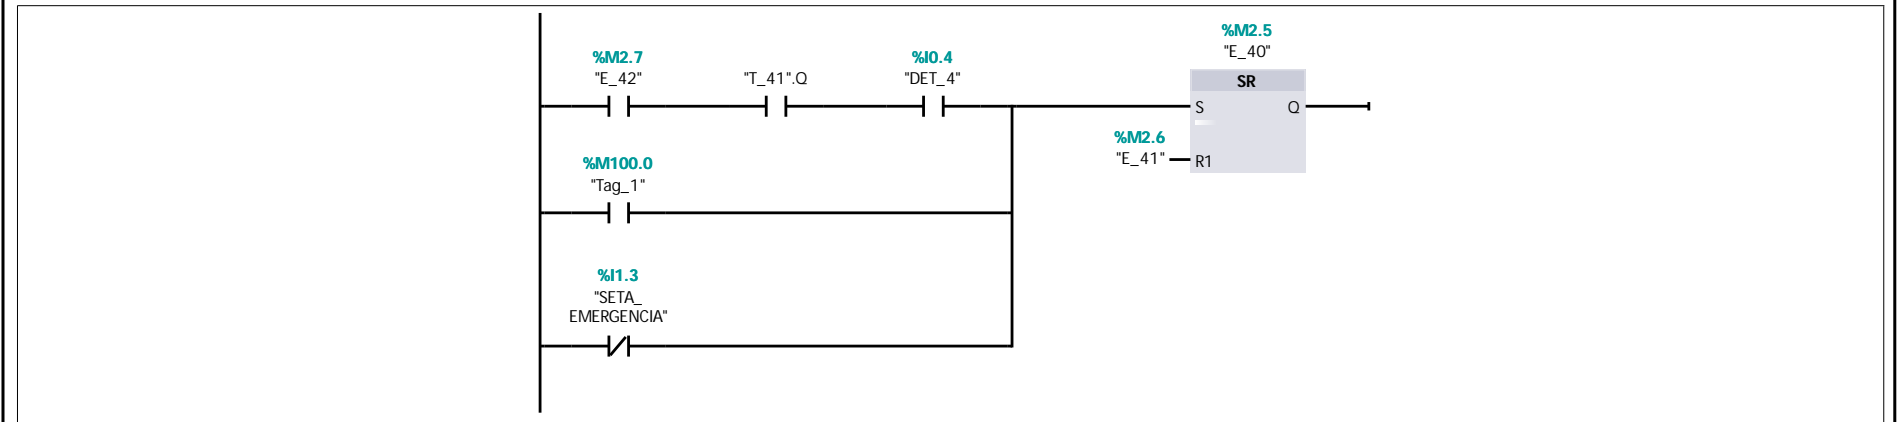 %M2.5
"E_40"
%M2.7
"E_42"
"T_41".Q
%I0.4
"DET_4"
SR
S
Q
%M2.6
"E_41"
R1
%M100.0
"Tag_1"
%I1.3
"SETA_
EMERGENCIA"